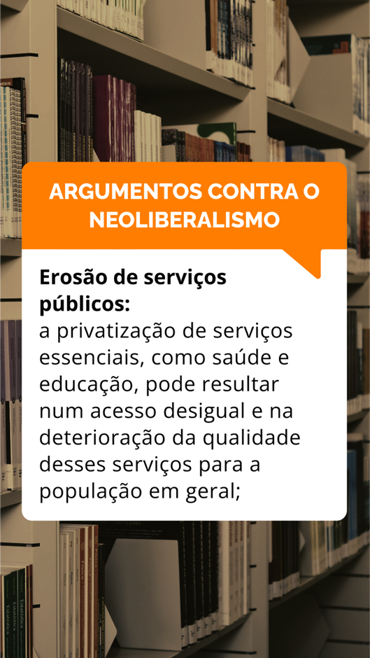 ARGUMENTOS CONTRA O
NEOLIBERALISMO
Erosão de serviços
públicos:
a privatização de serviços
essenciais, como saúde e
educação, pode resultar
num acesso desigual e na
deterioração da qualidade
desses serviços para a
população em geral;